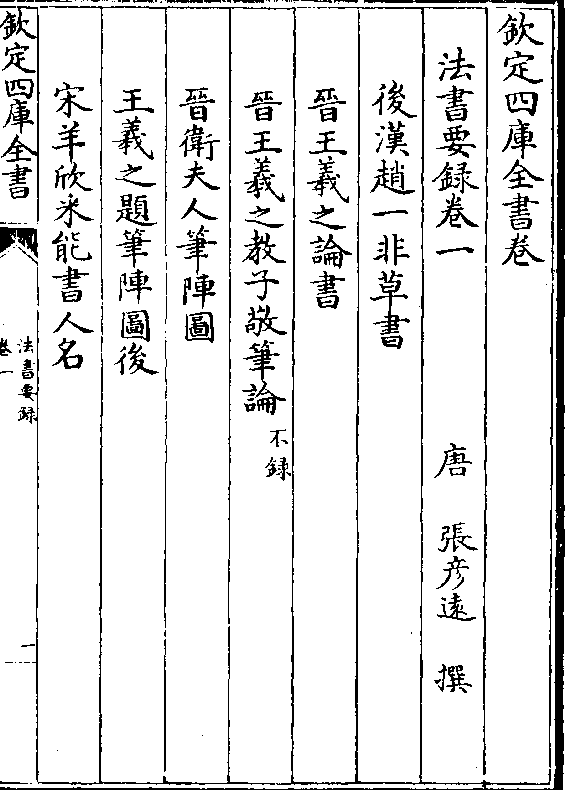 欽定四庫全書卷
法書要録卷一　唐　張彦遠　撰
後漢趙一非草書
晉王羲之論書
晉王羲之教子敬筆論不録
晉衛夫人筆陣圖
王羲之題筆陣圖後
宋羊欣采能書人名
欽定四庫全書
法書要録
卷一
一